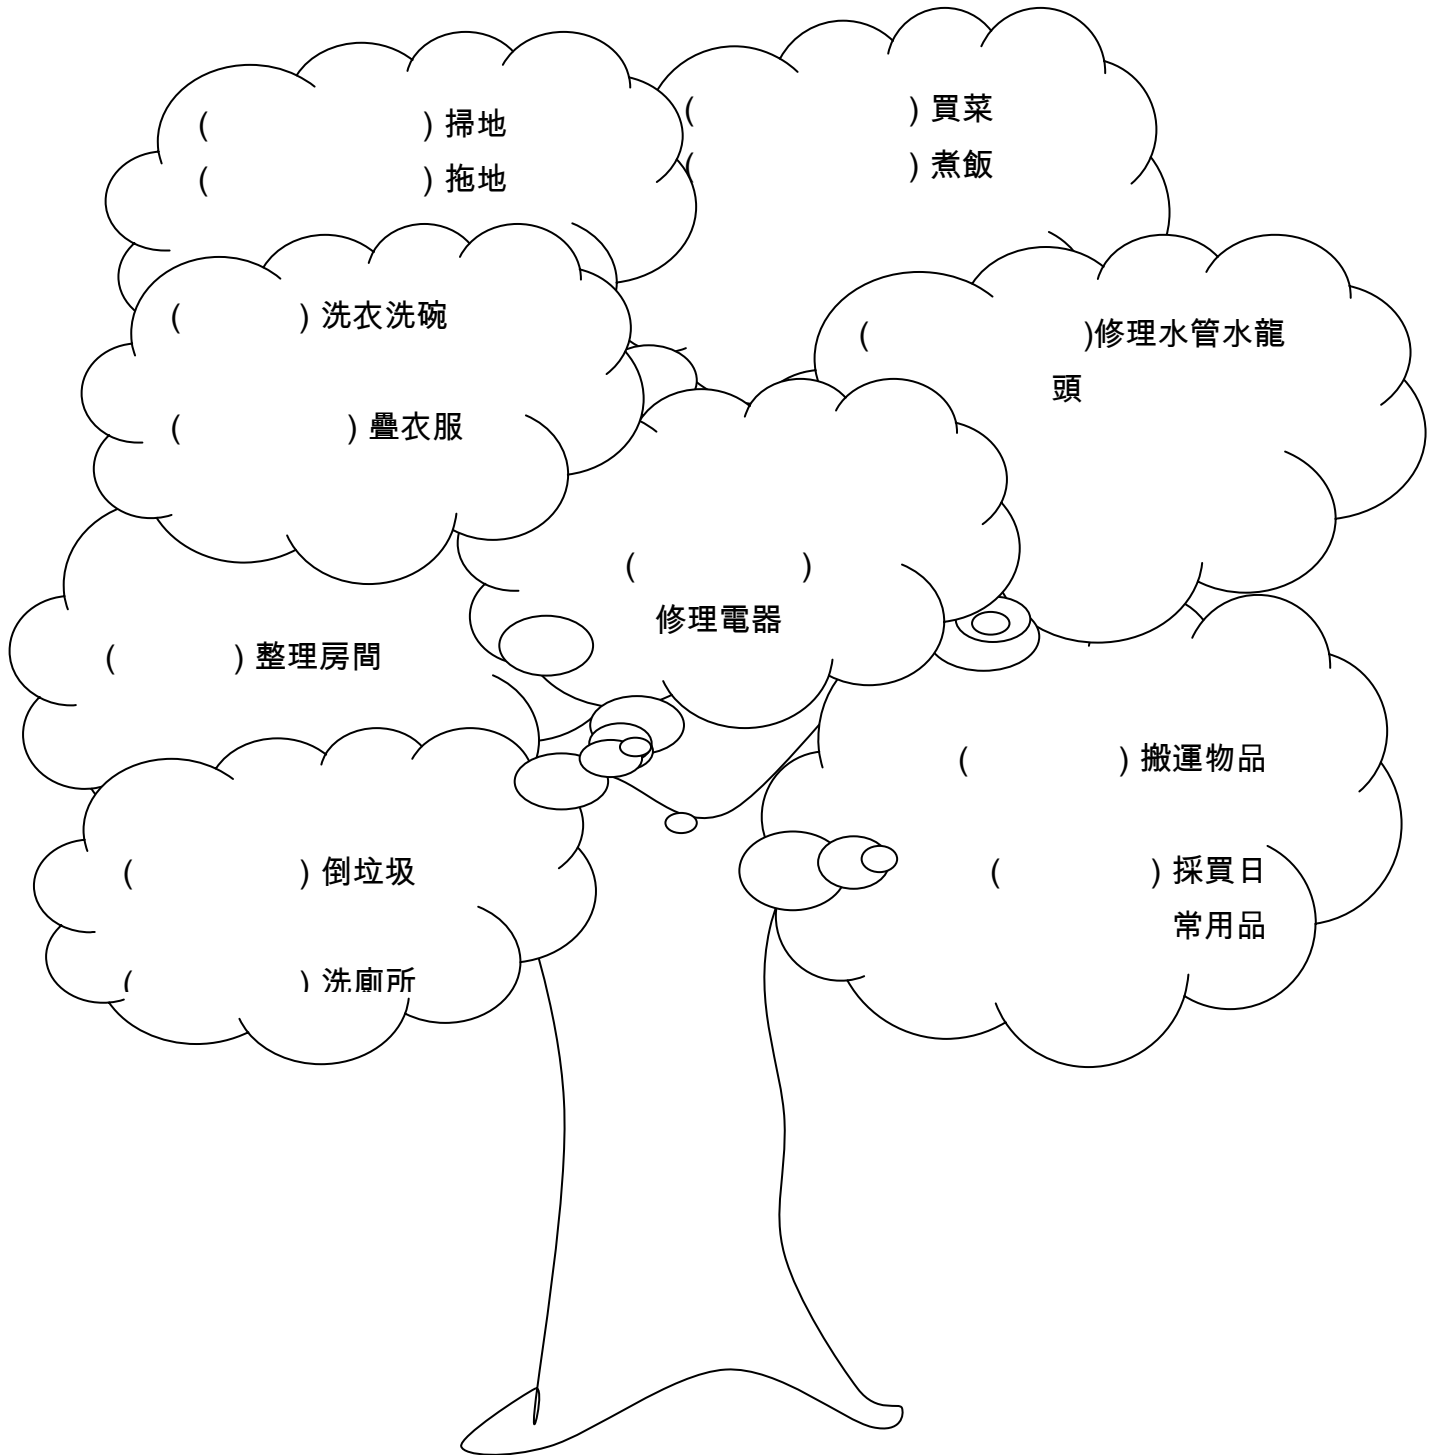 (　　　　　　　) 掃地
(　　　　　　　) 拖地
(　　　　　　　) 買菜
(　　　　　　　) 煮飯
(　　　　) 洗衣洗碗
(　　　　　) 疊衣服
(　　　　　　　)修理水管水龍
頭
(　　　　　)
修理電器
(　　　　) 整理房間
(　　　　　) 搬運物品
(　　　　　) 採買日
常用品
(　　　　　) 倒垃圾
(　　　　　) 洗廁所